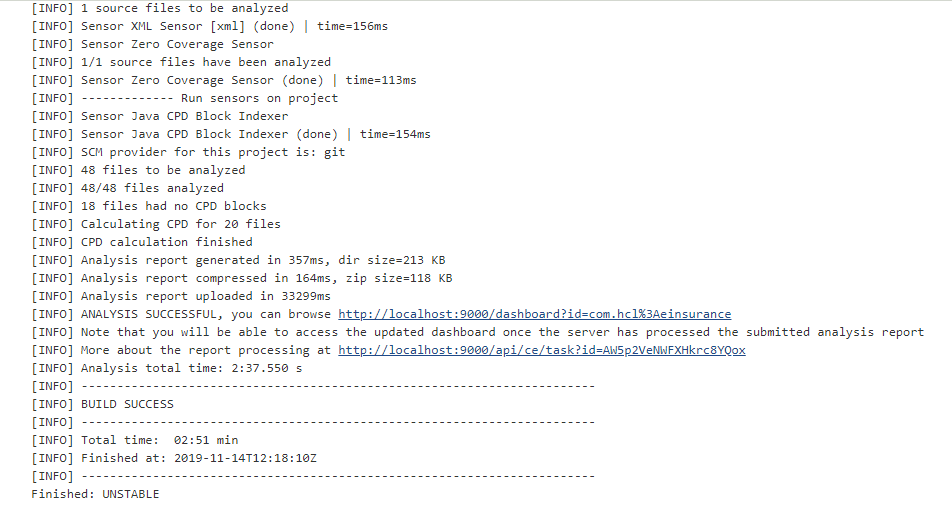 [INFO] 1 source files to be analyzed
[INFO] Sensor XML Sensor [xml] (done) | time=156ms
[INFO] Sensor Zero Coverage Sensor
[INFO] 1/1 source files have been analyzed
[INFO] Sensor Zero Coverage Sensor (done) | time=113ms
[INFO] ------------- Run sensors on project
[INFO] Sensor Java CPD Block Indexer
[INFO] Sensor Java CPD Block Indexer (done) | time=154ms
[INFO] SCM provider for this project is: git
[INFO] 48 files to be analyzed
[INFO] 48/48 files analyzed
[INFO] 18 files had no CPD blocks
[INFO] Calculating CPD for 20 files
[INFO] CPD calculation finished
[INFO] Analysis report generated in 357ms, dir size=213 KB
[INFO] Analysis report compressed in 164ms, zip size=118 KB
[INFO] Analysis report uploaded in 33299ms
[INFO] ANALYSIS SUCCESSFUL, you can browse http://localhost:9000/dashboard?id=com.hcl%3Aeinsurance
[INFO] Note that you will be able to access the updated dashboard once the server has processed the submitted analysis report
[INFO] More about the report processing at http://localhost:9000/api/ce/task?id=AW5p2VeNWFXHkrc8YQox
[INFO] Analysis total time: 2:37.550 s
[INFO] ------------------------------------------------------------------------
[INFO] BUILD SUCCESS
[INFO] ------------------------------------------------------------------------
[INFO] Total time:  02:51 min
[INFO] Finished at: 2019-11-14T12:18:10Z
[INFO] ------------------------------------------------------------------------
Finished: UNSTABLE